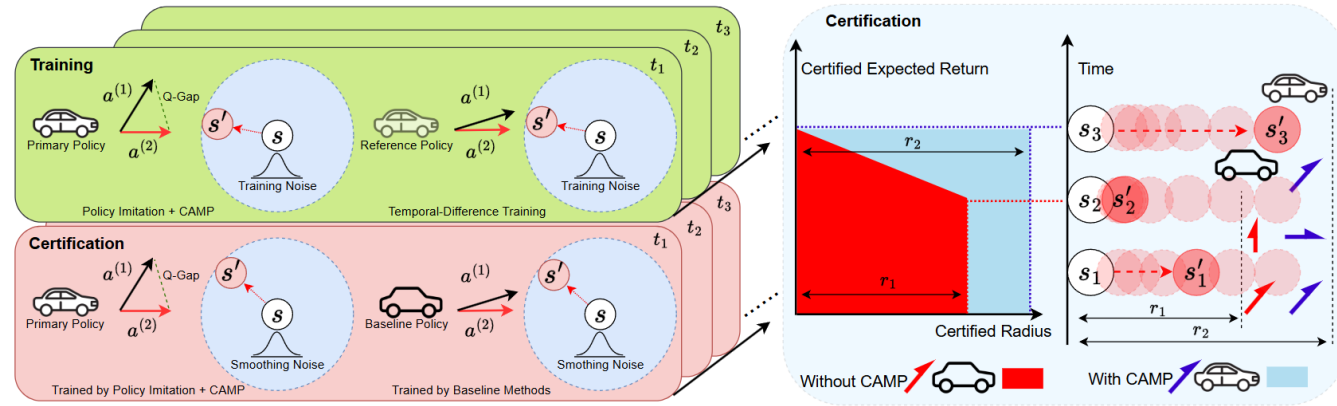 t₃
t₂
t₁
Training
a⁽¹⁾
Q-Gap
Primary Policy
a⁽²⁾
s′
s
Training Noise
Policy Imitation + CAMP
a⁽¹⁾
Reference Policy
a⁽²⁾
s′
s
Training Noise
Temporal-Difference Training
t₃
t₂
t₁
Certification
a⁽¹⁾
Q-Gap
Primary Policy
a⁽²⁾
s′
s
Smoothing Noise
Trained by Policy Imitation + CAMP
a⁽¹⁾
Baseline Policy
a⁽²⁾
s′
s
Smothing Noise
Trained by Baseline Methods
Certification
Certified Expected Return
r₂
r₁
Certified Radius
Time
s₃
s′₃
s₂
s′₂
s₁
s′₁
r₁
r₂
Without CAMP
With CAMP